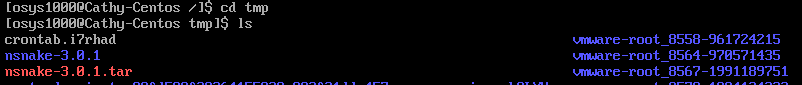 [osys1000@Cathy-Centos /]$ cd tmp
[osys1000@Cathy-Centos tmp]$ ls
crontab.i7rhad vmware-root_8558-961724215
nsnake-3.0.1 vmware-root_8564-970571435
nsnake-3.0.1.tar vmware-root_8567-1991189751